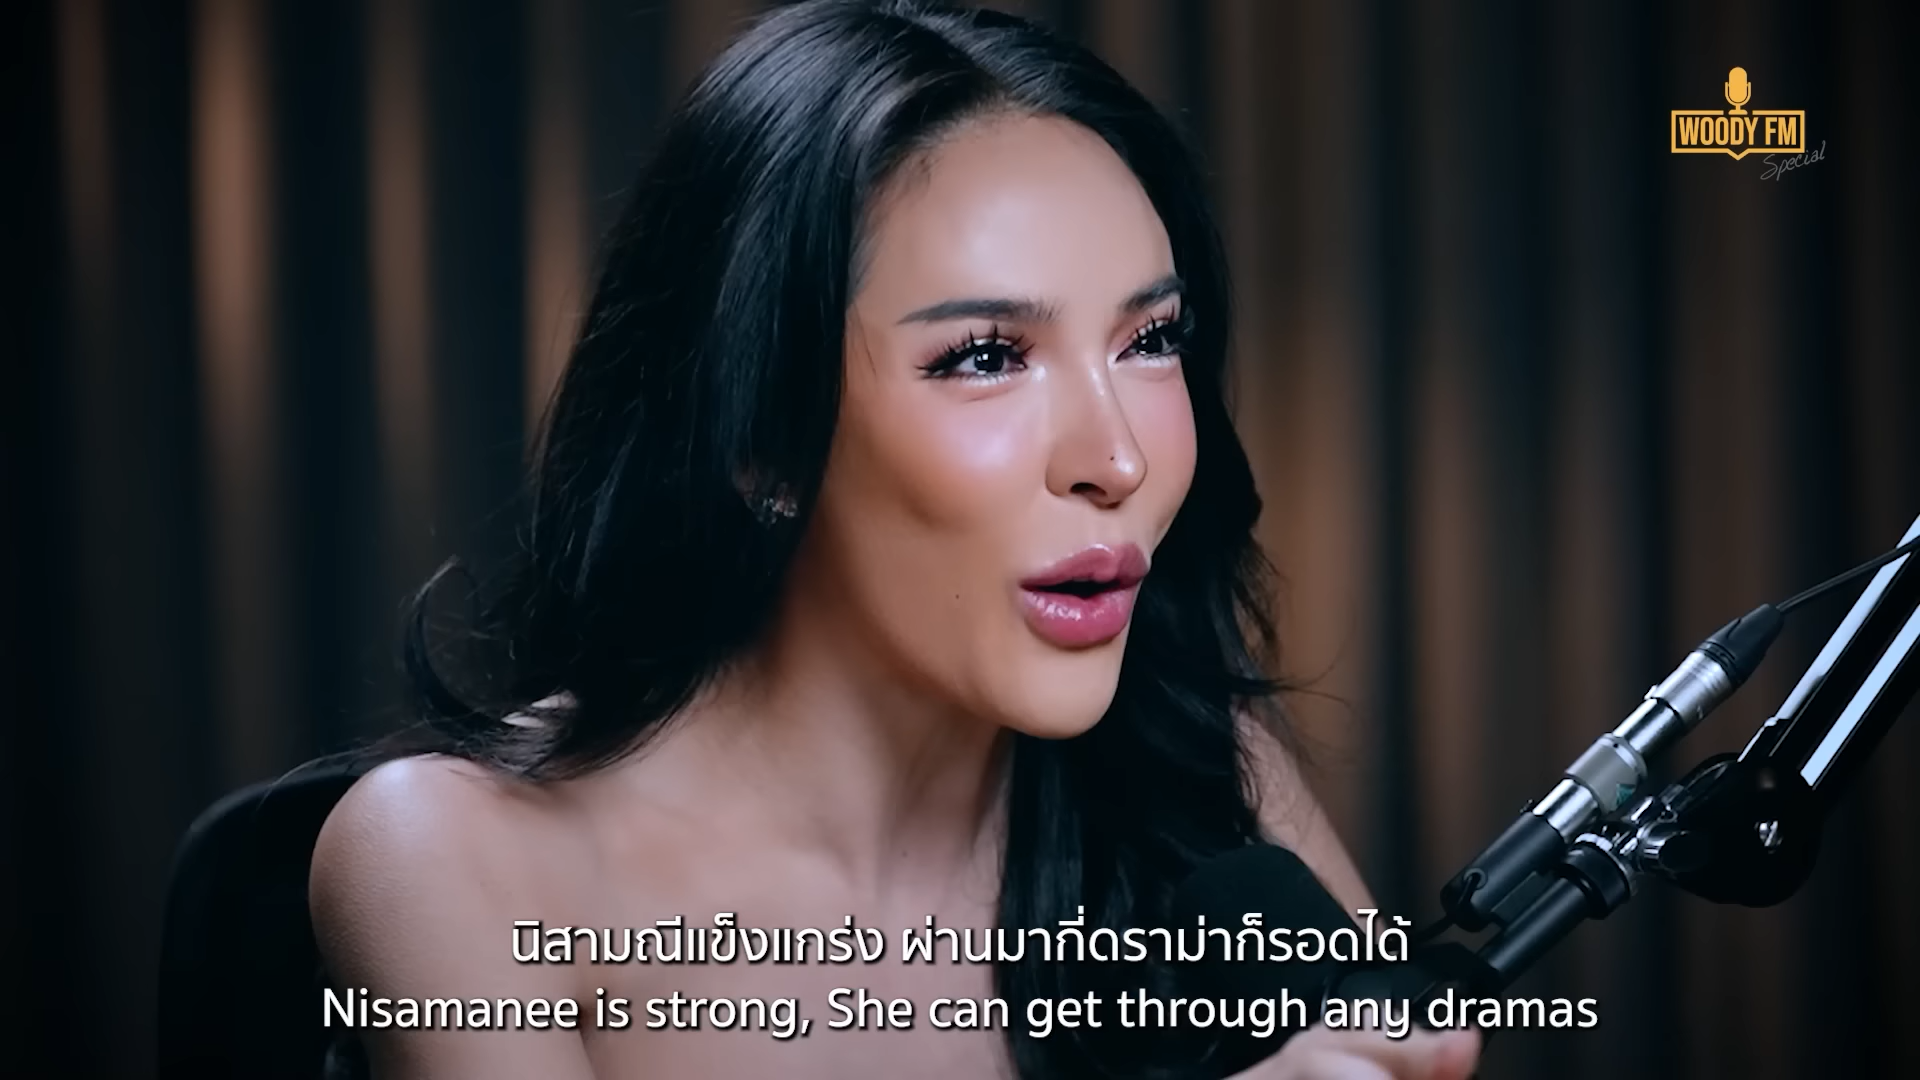 WOODY FM
Special
นิสามณีแข็งแกร่ง ผ่านมากี่ดราม่าก็รอดได้
Nisamanee is strong, She can get through any dramas